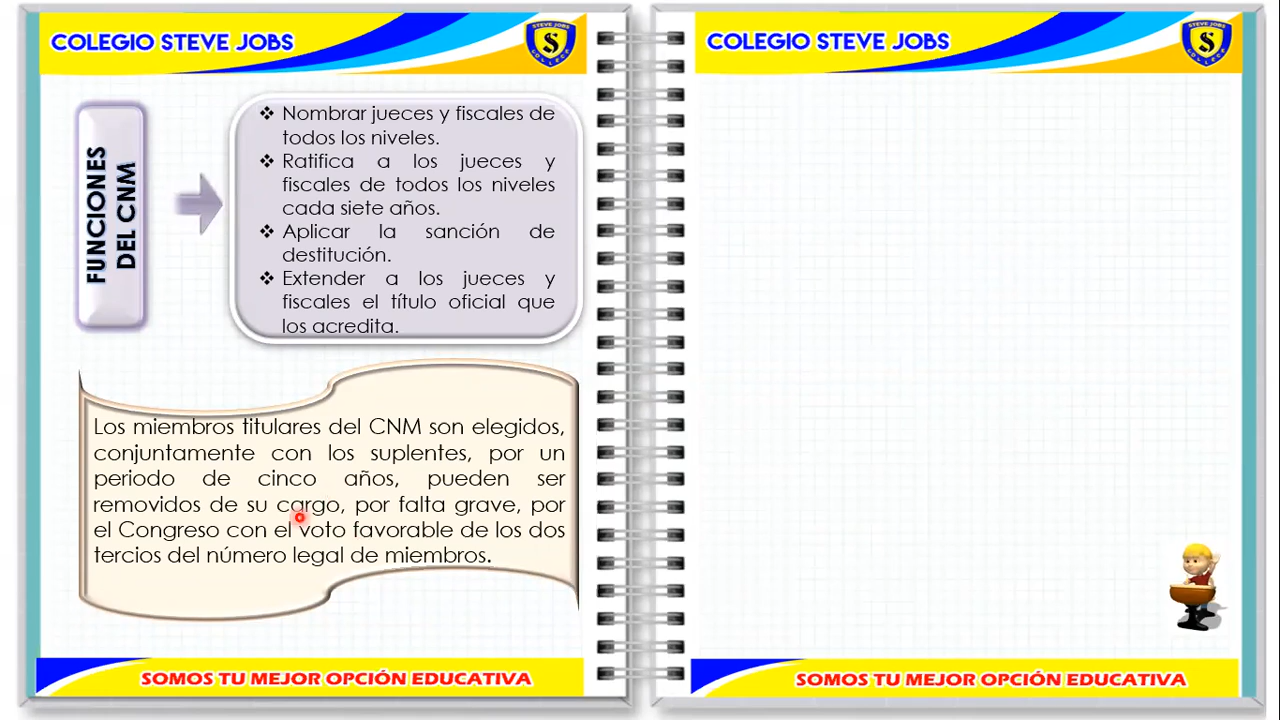 COLEGIO STEVE JOBS
STEVE JOBS
S
COLLEGE
FUNCIONES
DEL CNM
❖ Nombrar jueces y fiscales de
todos los niveles.
❖ Ratifica a los jueces y
fiscales de todos los niveles
cada siete años.
❖ Aplicar la sanción de
destitución.
❖ Extender a los jueces y
fiscales el título oficial que
los acredita.
Los miembros titulares del CNM son elegidos,
conjuntamente con los suplentes, por un
periodo de cinco años, pueden ser
removidos de su cargo, por falta grave, por
el Congreso con el voto favorable de los dos
tercios del número legal de miembros.
SOMOS TU MEJOR OPCIÓN EDUCATIVA
COLEGIO STEVE JOBS
STEVE JOBS
S
COLLEGE
SOMOS TU MEJOR OPCIÓN EDUCATIVA